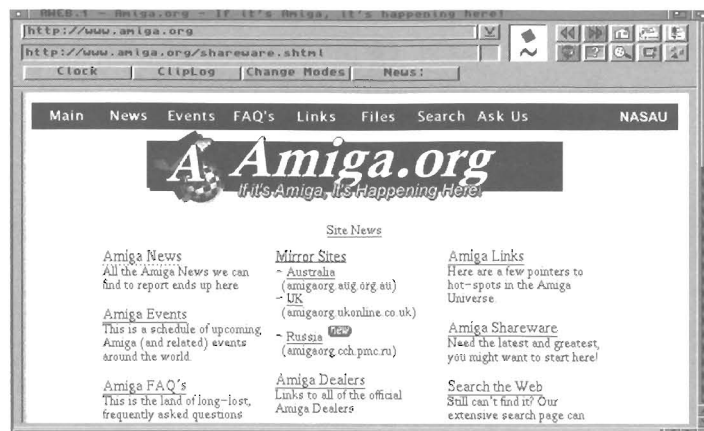 AWEB.1 - Amiga.org - If it's Amiga, it's happening here!
http://www.amiga.org
http://www.amiga.org/shareware.shtml
Clock ClipLog Change Modes News:
Main News Events FAQ's Links Files Search Ask Us NASAU
A Amiga.org
If it's Amiga, It's Happening Here!
Site News
Amiga News
All the Amiga News we can
find to report ends up here
Amiga Events
This is a schedule of upcoming
Amiga (and related) events
around the world.
Amiga FAQ's
This is the land of long-lost,
frequently asked questions
Mirror Sites
- Australia
(amigaorg.aug.org.au)
- UK
(amigaorg.ukonline.co.uk)
- Russia new
(amigaorg.cch.pmc.ru)
Amiga Dealers
Links to all of the official
Amiga Dealers
Amiga Links
Here are a few pointers to
hot-spots in the Amiga
Universe.
Amiga Shareware
Need the latest and greatest,
you might want to start here!
Search the Web
Still can't find it? Our
extensive search page can